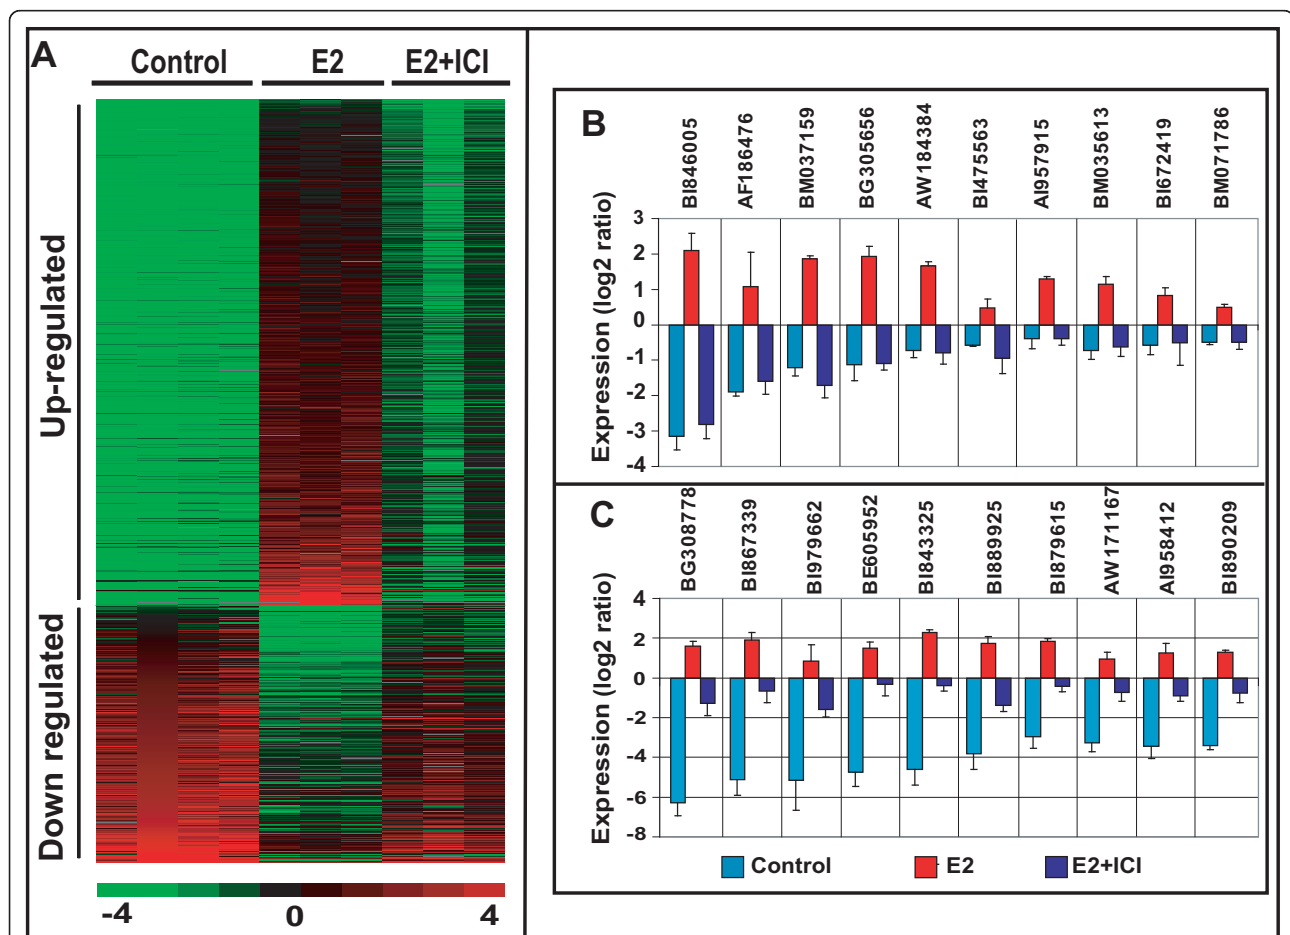 A
Control E2 E2+ICI
Up-regulated
Down regulated
-4 0 4
B
BI846005
AF186476
BM037159
BG305656
AW184384
BI475563
AI957915
BM035613
BI672419
BM071786
Expression (log2 ratio)
3
2
1
0
-1
-2
-3
-4
C
BG308778
BI867339
BI979662
BE605952
BI843325
BI889925
BI879615
AW171167
AI958412
BI890209
Expression (log2 ratio)
4
2
0
-2
-4
-6
-8
Control E2 E2+ICI